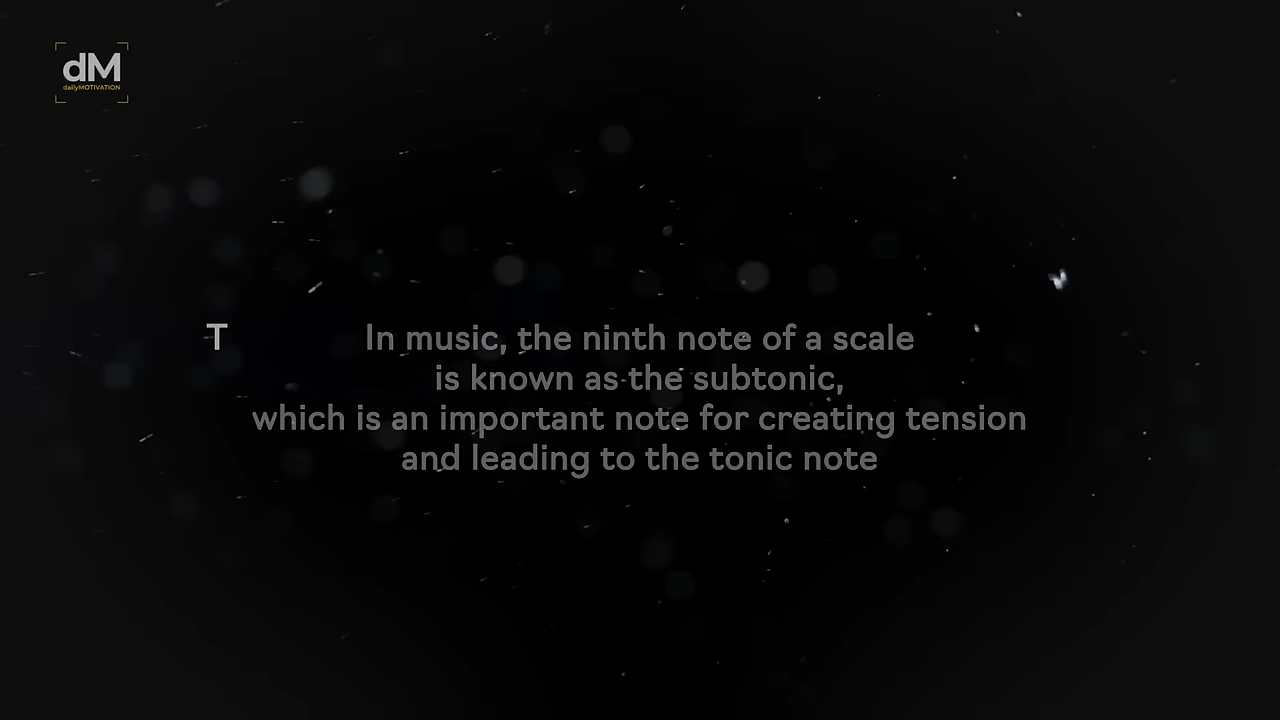 dM
dailyMOTIVATION
T
In music, the ninth note of a scale
is known as the subtonic,
which is an important note for creating tension
and leading to the tonic note